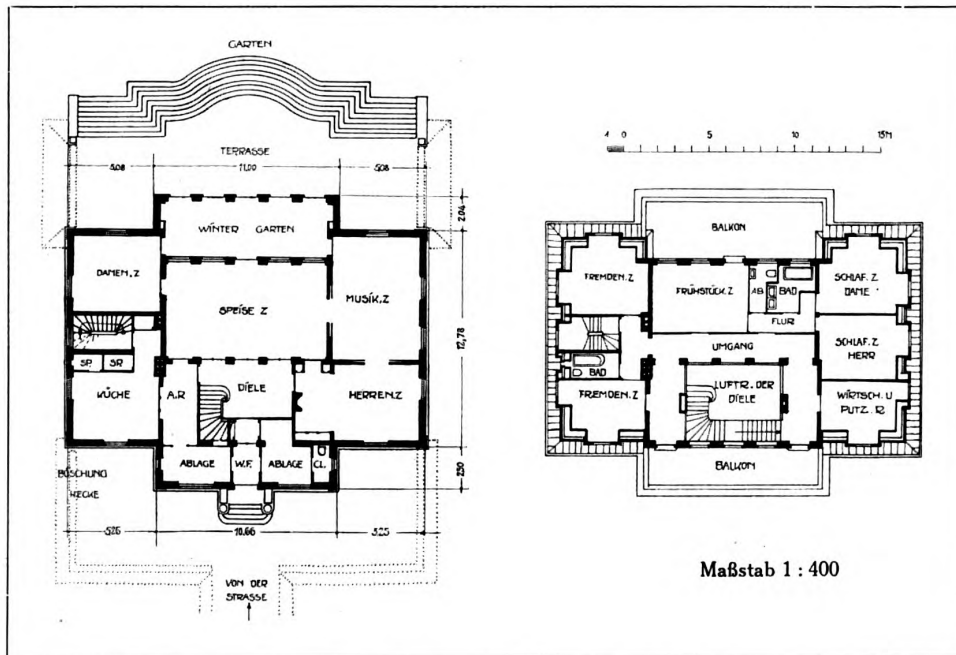 GARTEN
TERRASSE
5,08 11,00 5,08
2,04
WINTER GARTEN
DAMEN.Z
SPEISE Z
MUSIK.Z
12,78
SP. SR.
KÜCHE
A.R
DIELE
HERREN.Z
ABLAGE W.F. ABLAGE CL.
2,50
BÖSCHUNG
HECKE
5,25 10,66 5,25
VON DER
STRASSE
1 0 5 10 15M
BALKON
FREMDEN.Z
FRÜHSTÜCK.Z
AB.
BAD
SCHLAF.Z
DAME
FLUR
UMGANG
SCHLAF.Z
HERR
BAD
FREMDEN.Z
LUFTR. DER
DIELE
WIRTSCH. U
PUTZ. R
BALKON
Maßstab 1 : 400